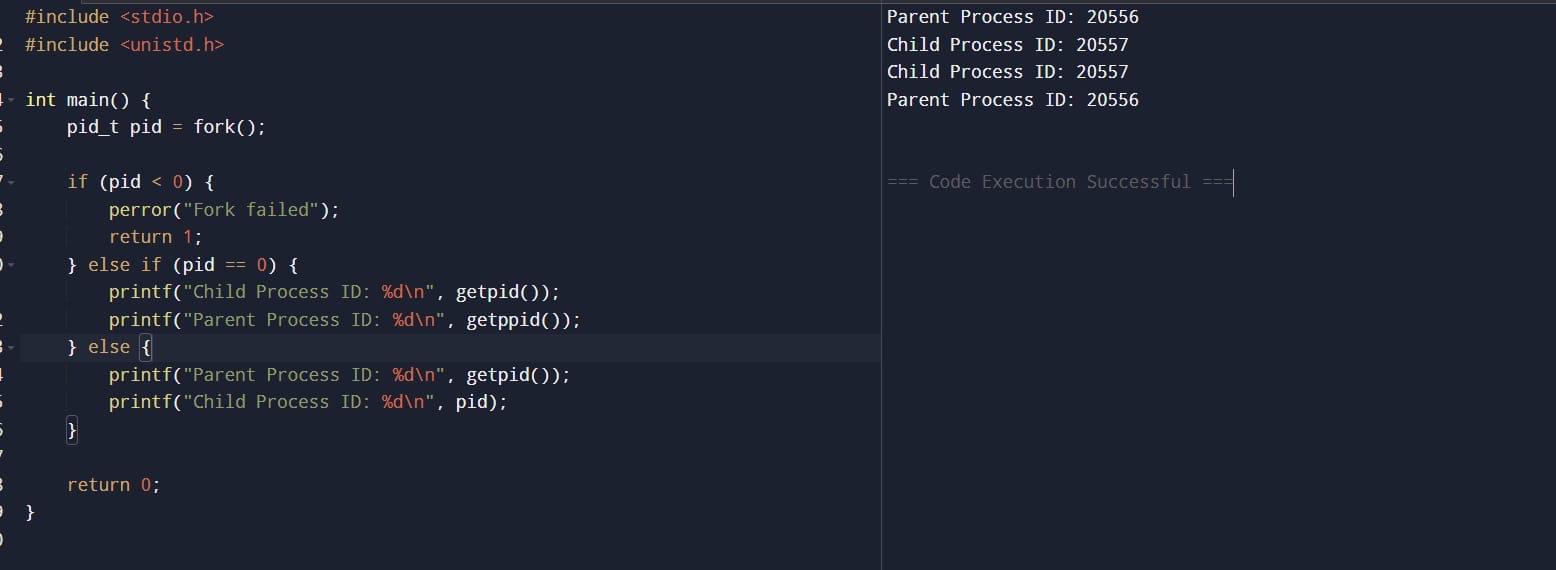 #include <stdio.h>
#include <unistd.h>
int main() {
    pid_t pid = fork();
    if (pid < 0) {
        perror("Fork failed");
        return 1;
    } else if (pid == 0) {
        printf("Child Process ID: %d\n", getpid());
        printf("Parent Process ID: %d\n", getppid());
    } else {
        printf("Parent Process ID: %d\n", getpid());
        printf("Child Process ID: %d\n", pid);
    }
    return 0;
}
Parent Process ID: 20556
Child Process ID: 20557
Child Process ID: 20557
Parent Process ID: 20556
=== Code Execution Successful ===